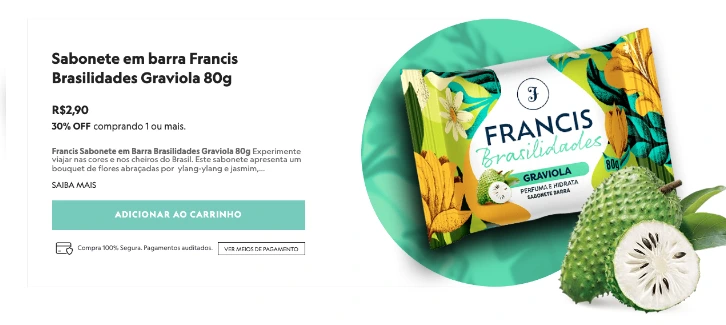 Sabonete em barra Francis
Brasilidades Graviola 80g
R$2,90
30% OFF comprando 1 ou mais.
Francis Sabonete em Barra Brasilidades Graviola 80g Experimente
viajar nas cores e nos cheiros do Brasil. Este sabonete apresenta um
bouquet de flores abraçadas por ylang-ylang e jasmim,...
SAIBA MAIS
ADICIONAR AO CARRINHO
Compra 100% Segura. Pagamentos auditados.
VER MEIOS DE PAGAMENTO
FRANCIS
Brasilidades
GRAVIOLA
80g
PERFUMA E HIDRATA
SABONETE BARRA